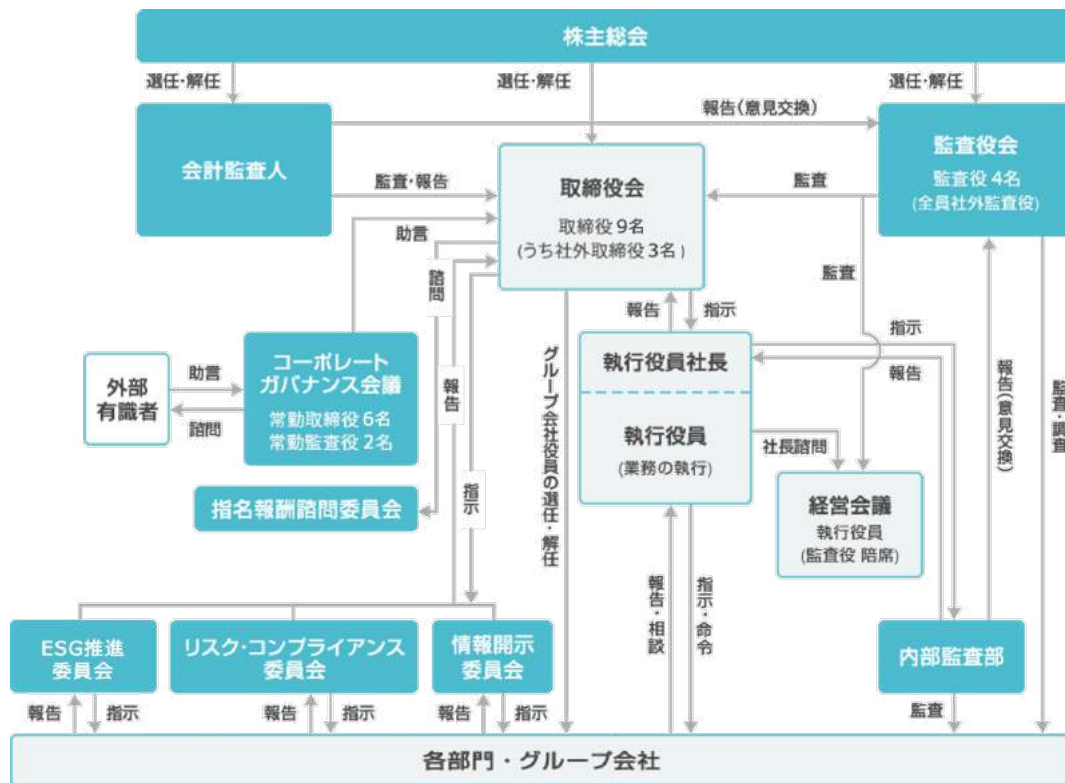 株主総会
選任・解任
選任・解任
選任・解任
会計監査人
報告(意見交換)
監査役会
監査役 4名
(全員社外監査役)
取締役会
取締役 9名
(うち社外取締役 3名)
監査・報告
監査
助言
諮問
監査
報告
指示
指示
報告
執行役員社長
執行役員
(業務の執行)
外部
有識者
助言
諮問
コーポレート
ガバナンス会議
常勤取締役 6名
常勤監査役 2名
報告
グループ会社役員の選任・解任
報告(意見交換)
監査・調査
社長諮問
指名報酬諮問委員会
指示
経営会議
執行役員
(監査役 陪席)
報告・相談
指示・命令
ESG推進
委員会
リスク・コンプライアンス
委員会
情報開示
委員会
内部監査部
報告
指示
報告
指示
報告
指示
監査
各部門・グループ会社